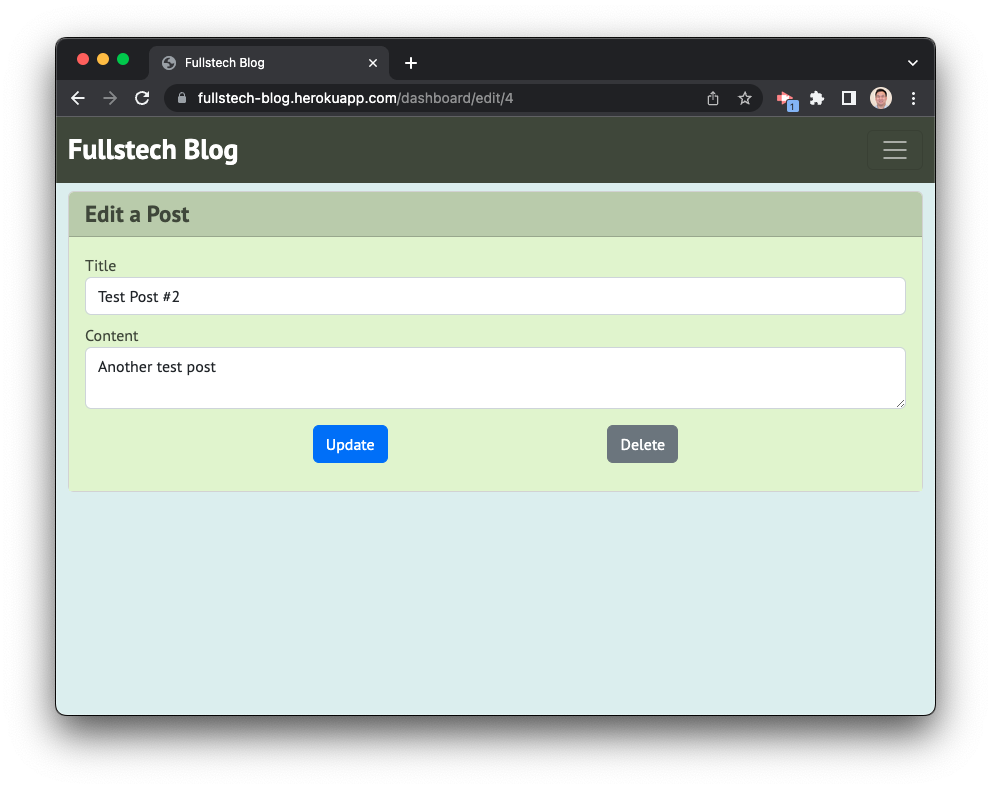 Fullstech Blog
fullstech-blog.herokuapp.com/dashboard/edit/4
1
Fullstech Blog
Edit a Post
Title
Test Post #2
Content
Another test post
Update
Delete